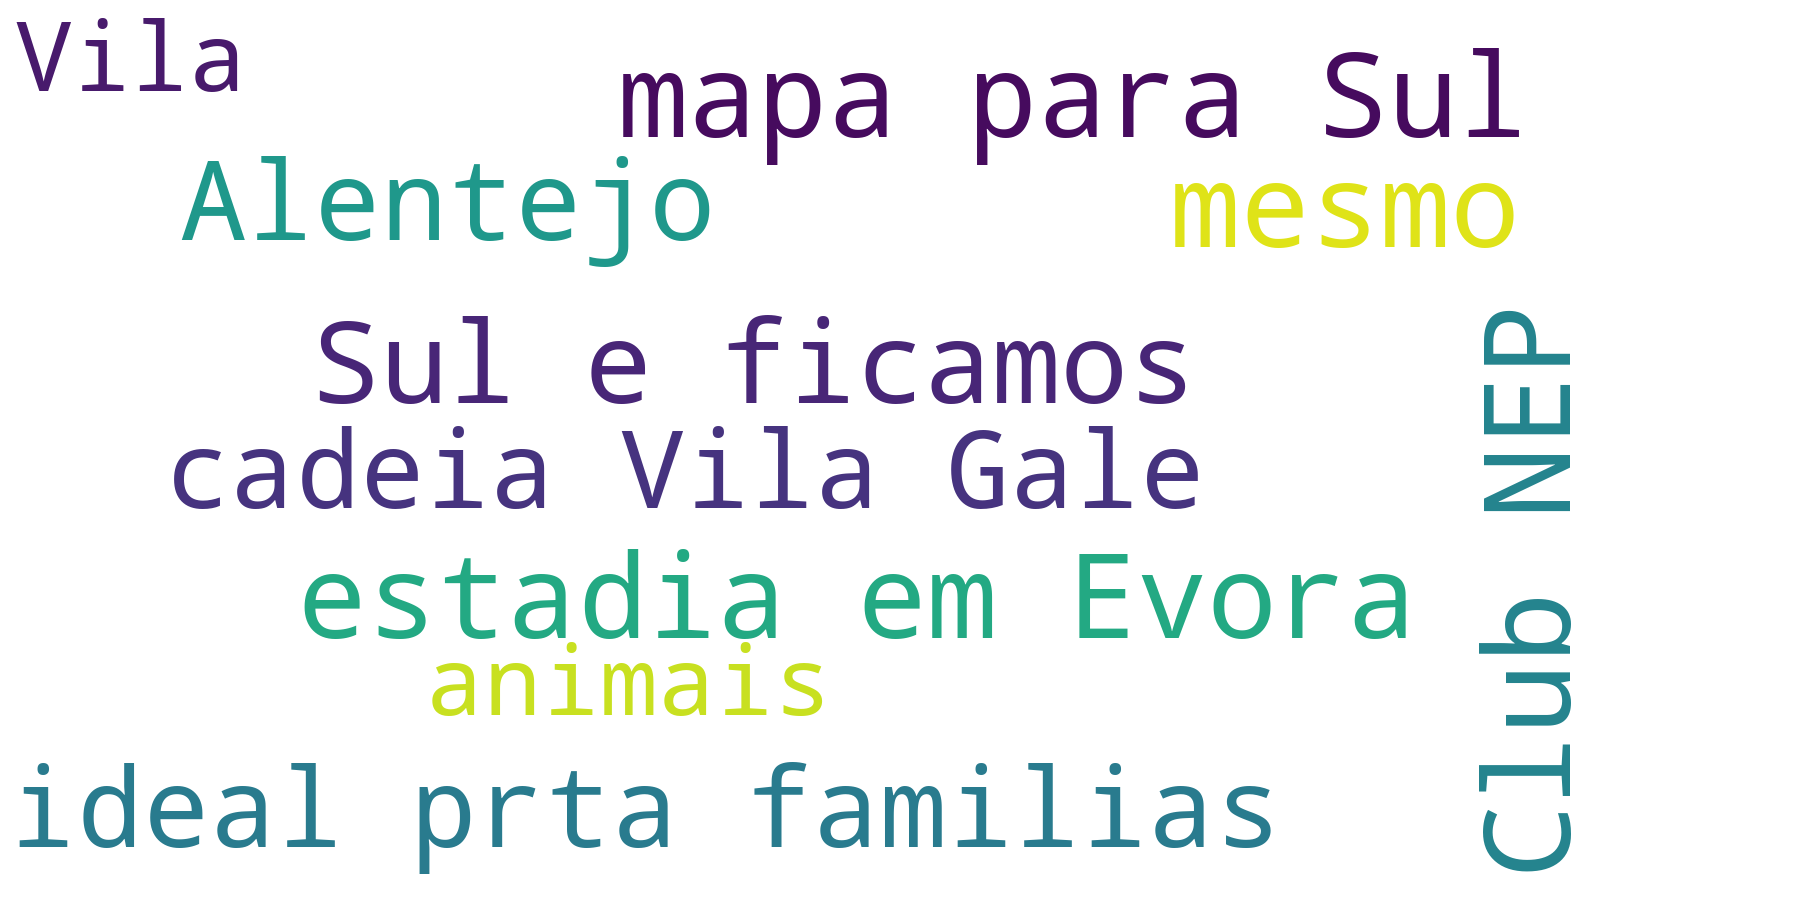 Vila
mapa para Sul
Alentejo
mesmo
Sul e ficamos
cadeia Vila Gale
estadia em Evora
animais
ideal prta familias
Club NEP